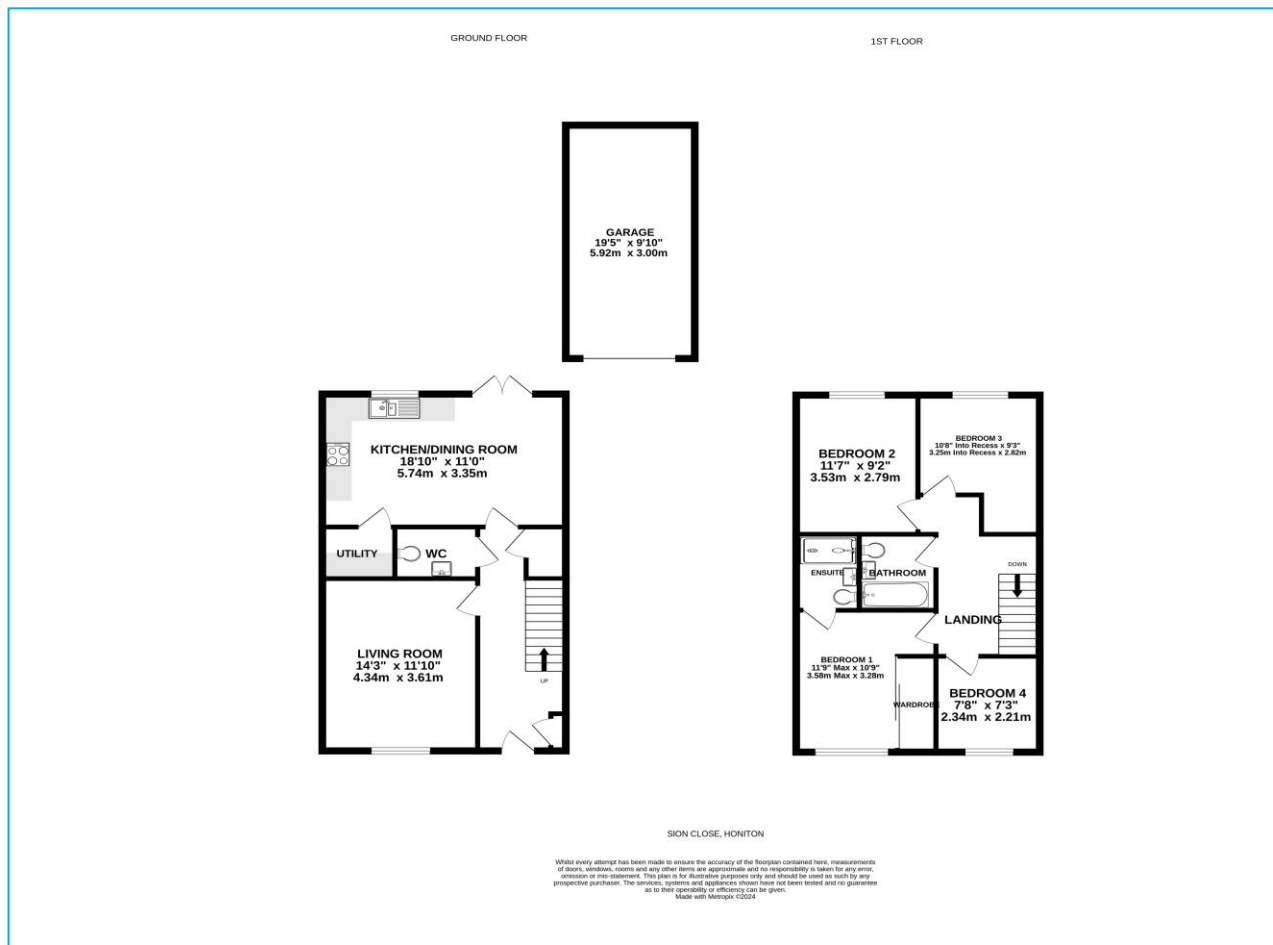 GROUND FLOOR
1ST FLOOR
GARAGE
19'5" x 9'10"
5.92m x 3.00m
KITCHEN/DINING ROOM
18'10" x 11'0"
5.74m x 3.35m
UTILITY
WC
LIVING ROOM
14'3" x 11'10"
4.34m x 3.61m
UP
BEDROOM 2
11'7" x 9'2"
3.53m x 2.79m
BEDROOM 3
10'8" Into Recess x 9'3"
3.25m Into Recess x 2.82m
ENSUITE
BATHROOM
DOWN
LANDING
BEDROOM 1
11'9" Max x 10'9"
3.58m Max x 3.28m
WARDROBE
BEDROOM 4
7'8" x 7'3"
2.34m x 2.21m
SION CLOSE, HONITON
Whilst every attempt has been made to ensure the accuracy of the floorplan contained here, measurements
of doors, windows, rooms and any other items are approximate and no responsibility is taken for any error,
omission or mis-statement. This plan is for illustrative purposes only and should be used as such by any
prospective purchaser. The services, systems and appliances shown have not been tested and no guarantee
as to their operability or efficiency can be given.
Made with Metropix ©2024